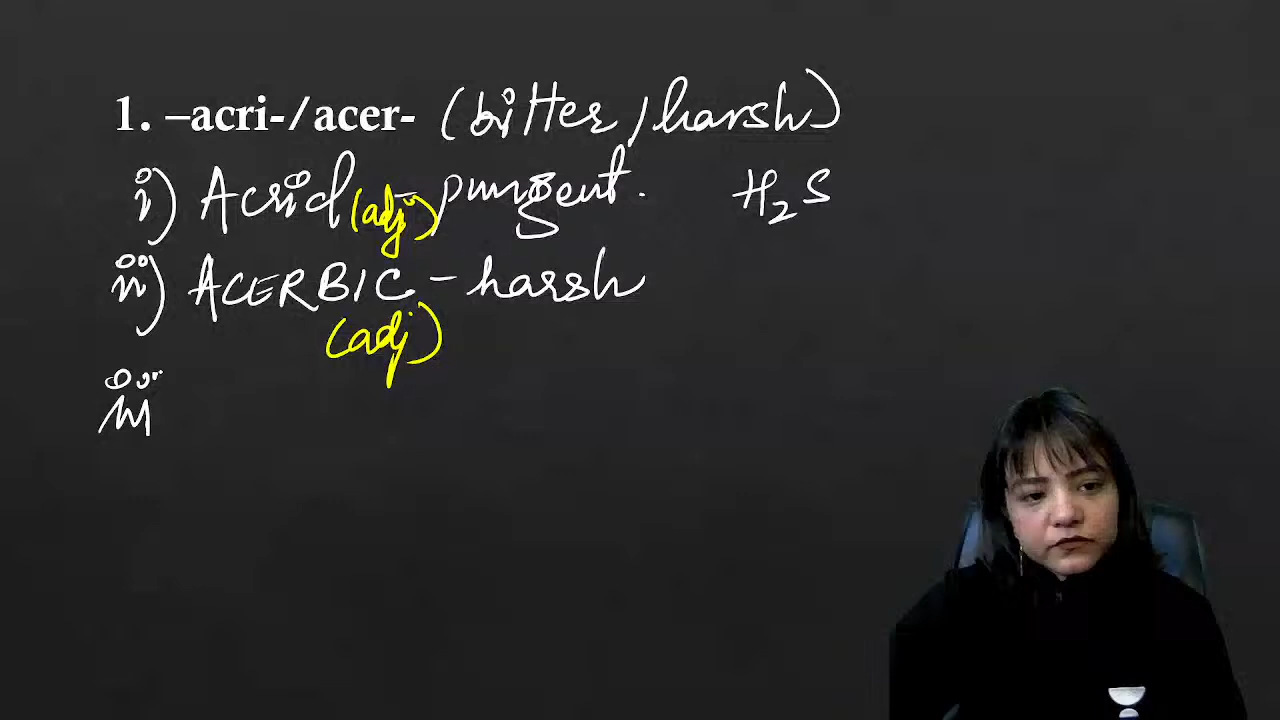 1. –acri-/acer- (bitter/harsh)
i) Acrid (adj) – pungent. H₂S
ii) ACERBIC – harsh
(adj)
iii